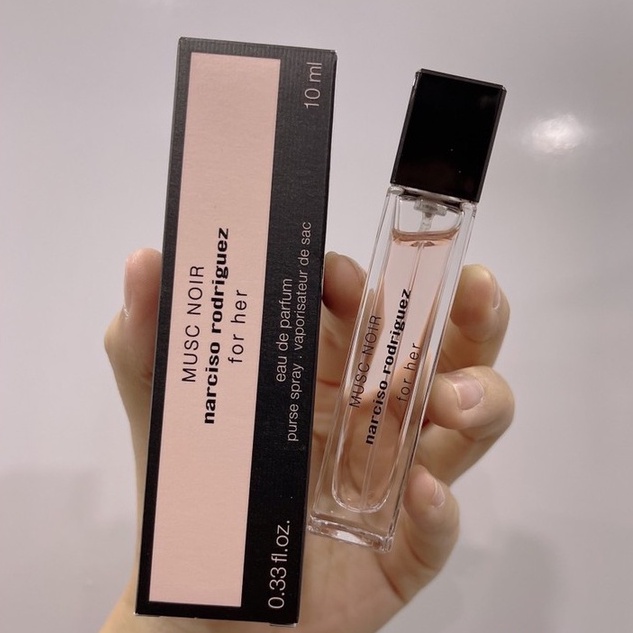 MUSC NOIR
narciso rodriguez
for her
10 ml
eau de parfum
purse spray . vaporisateur de sac
0.33 fl.oz.
MUSC NOIR
narciso rodriguez
for her